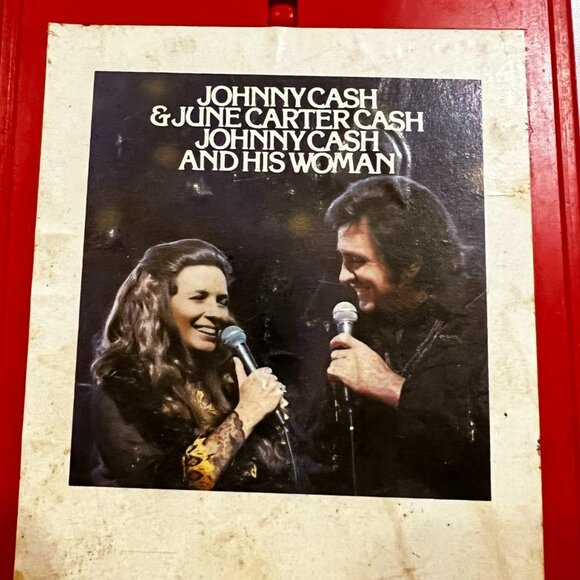 JOHNNY CASH
& JUNE CARTER CASH
JOHNNY CASH
AND HIS WOMAN